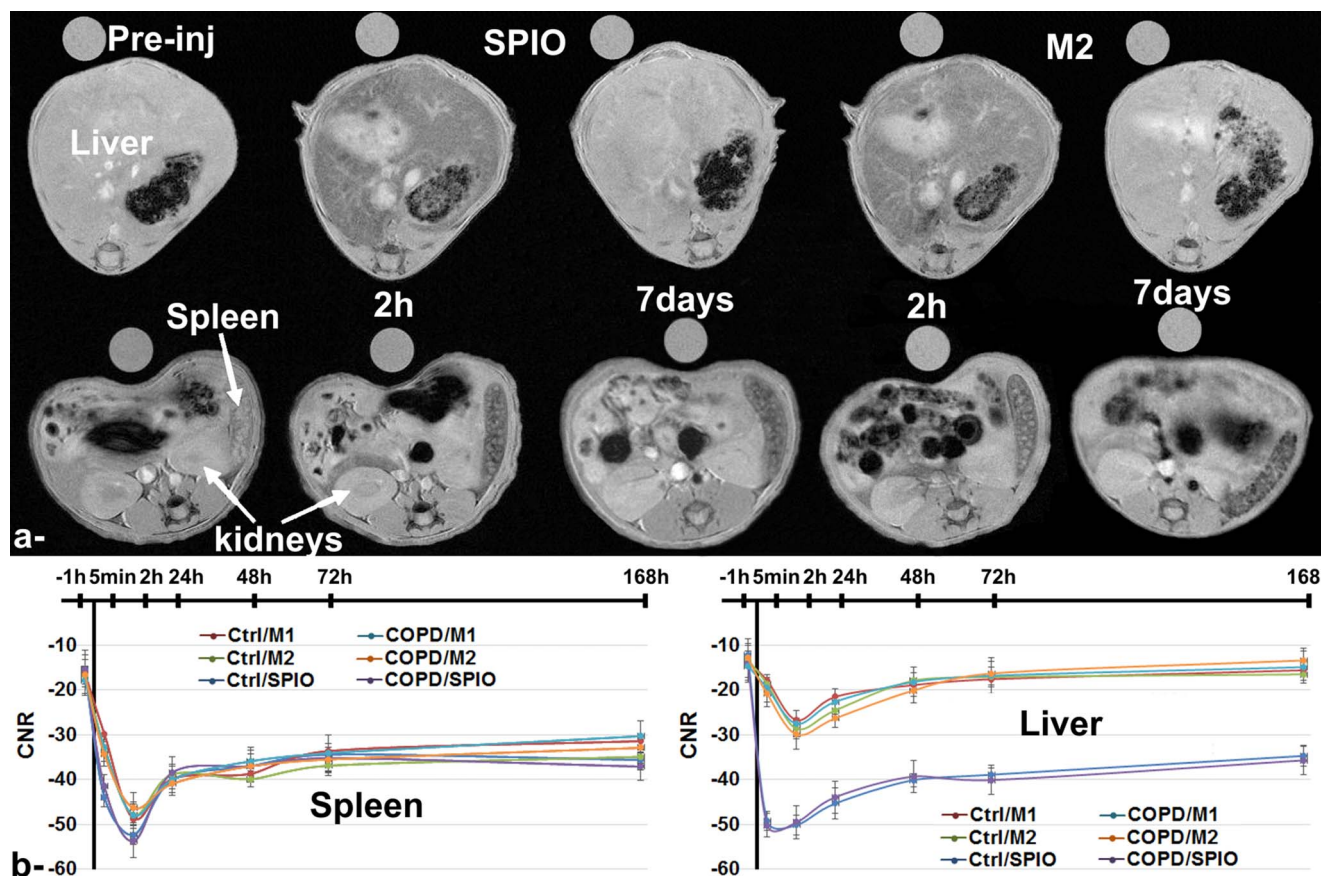 Pre-inj
SPIO
M2
Liver
2h
7days
2h
7days
Spleen
kidneys
a-
-1h 5min 2h 24h 48h 72h 168h
-10
-20
-30
-40
-50
-60
CNR
Ctrl/M1 COPD/M1
Ctrl/M2 COPD/M2
Ctrl/SPIO COPD/SPIO
Spleen
b-
-1h 5min 2h 24h 48h 72h 168
-10
-20
-30
-40
-50
-60
CNR
Liver
Ctrl/M1 COPD/M1
Ctrl/M2 COPD/M2
Ctrl/SPIO COPD/SPIO